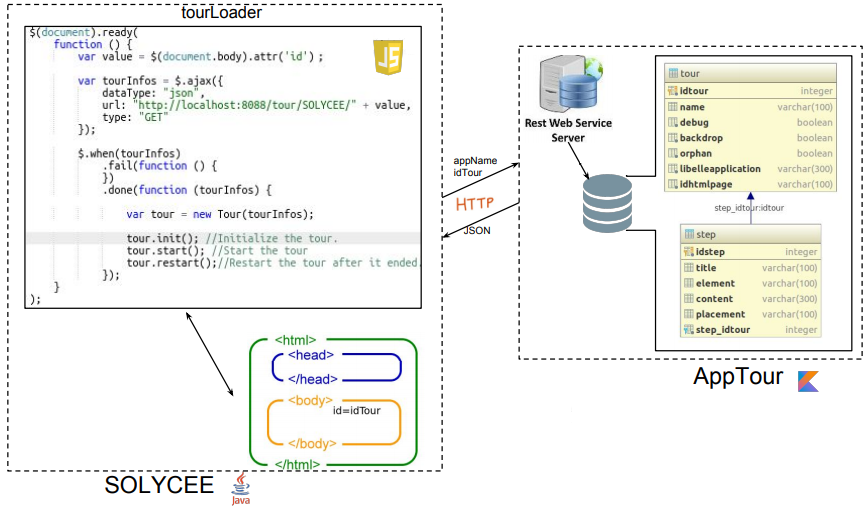 tourLoader
$(document).ready(
function () {
var value = $(document.body).attr('id') ;
var tourInfos = $.ajax({
dataType: "json",
url: "http://localhost:8088/tour/SOLYCEE/" + value,
type: "GET"
});
$.when(tourInfos)
.fail(function () {
})
.done(function (tourInfos) {
var tour = new Tour(tourInfos);
tour.init(); //Initialize the tour.
tour.start(); //Start the tour
tour.restart();//Restart the tour after it ended.
});
}
);
JS
<html>
<head>
</head>
<body>
id=idTour
</body>
</html>
SOLYCEE
Java
appName
idTour
HTTP
JSON
Rest Web Service
Server
tour
idtour integer
name varchar(100)
debug boolean
backdrop boolean
orphan boolean
libelleapplication varchar(300)
idhtmlpage varchar(100)
step_idtour:idtour
step
idstep integer
title varchar(100)
element varchar(100)
content varchar(300)
placement varchar(100)
step_idtour integer
AppTour